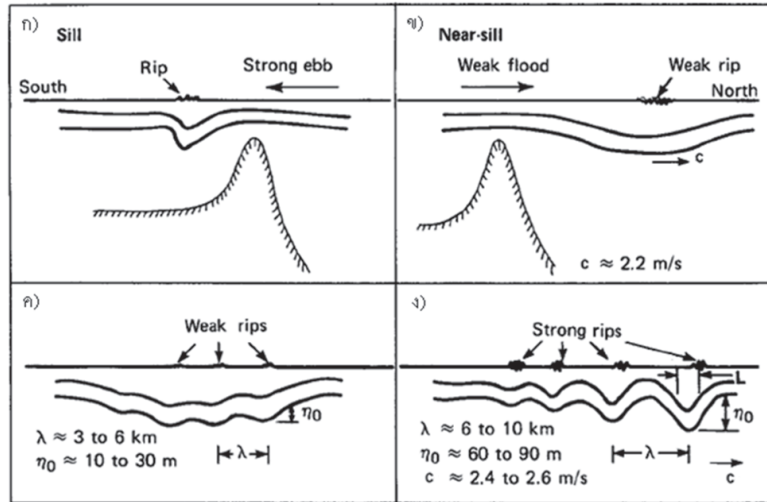 ก)
Sill
Rip
Strong ebb
South
ข)
Near-sill
Weak flood
Weak rip
North
c
c ≈ 2.2 m/s
ค)
Weak rips
η₀
λ ≈ 3 to 6 km
η₀ ≈ 10 to 30 m
λ
ง)
Strong rips
L
η₀
λ ≈ 6 to 10 km
η₀ ≈ 60 to 90 m
λ
c ≈ 2.4 to 2.6 m/s
c